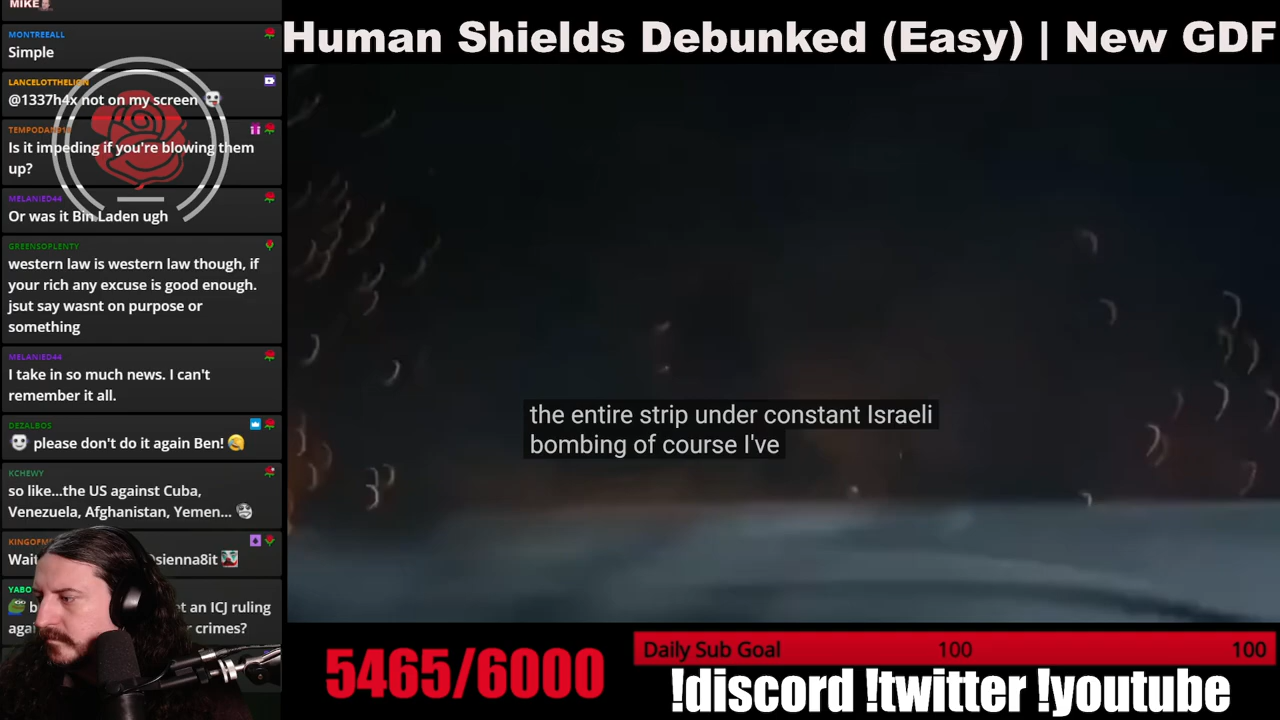 MIKE
Human Shields Debunked (Easy) | New GDF
MONTREEALL
Simple
LANCELOTTHELION
@1337h4x not on my screen
Is it impeding if you're blowing them
up?
MELANIED44
Or was it Bin Laden ugh
GREENSOPLENTY
western law is western law though, if
your rich any excuse is good enough.
jsut say wasnt on purpose or
something
MELANIED44
I take in so much news. I can't
remember it all.
DEZALBOS
please don't do it again Ben!
KCHEWY
so like...the US against Cuba,
Venezuela, Afghanistan, Yemen...
Wait
sienna8it
an ICJ ruling
crimes?
the entire strip under constant Israeli
bombing of course I've
5465/6000
Daily Sub Goal 100 100
!discord !twitter !youtube